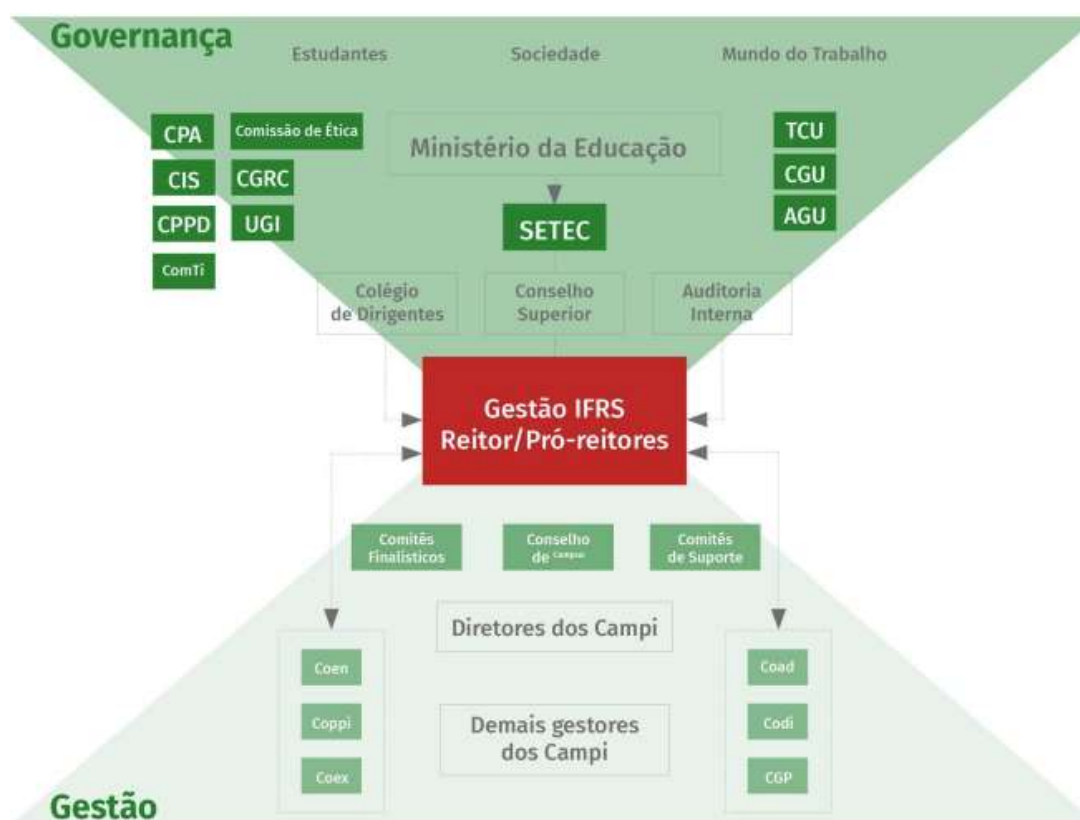 Governança
Estudantes
Sociedade
Mundo do Trabalho
CPA
Comissão de Ética
Ministério da Educação
TCU
CIS
CGRC
CGU
CPPD
UGI
SETEC
AGU
ComTi
Colégio
de Dirigentes
Conselho
Superior
Auditoria
Interna
Gestão IFRS
Reitor/Pró-reitores
Comitês
Finalísticos
Conselho
de Campus
Comitês
de Suporte
Diretores dos Campi
Coen
Coad
Coppi
Demais gestores
dos Campi
Codi
Coex
CGP
Gestão